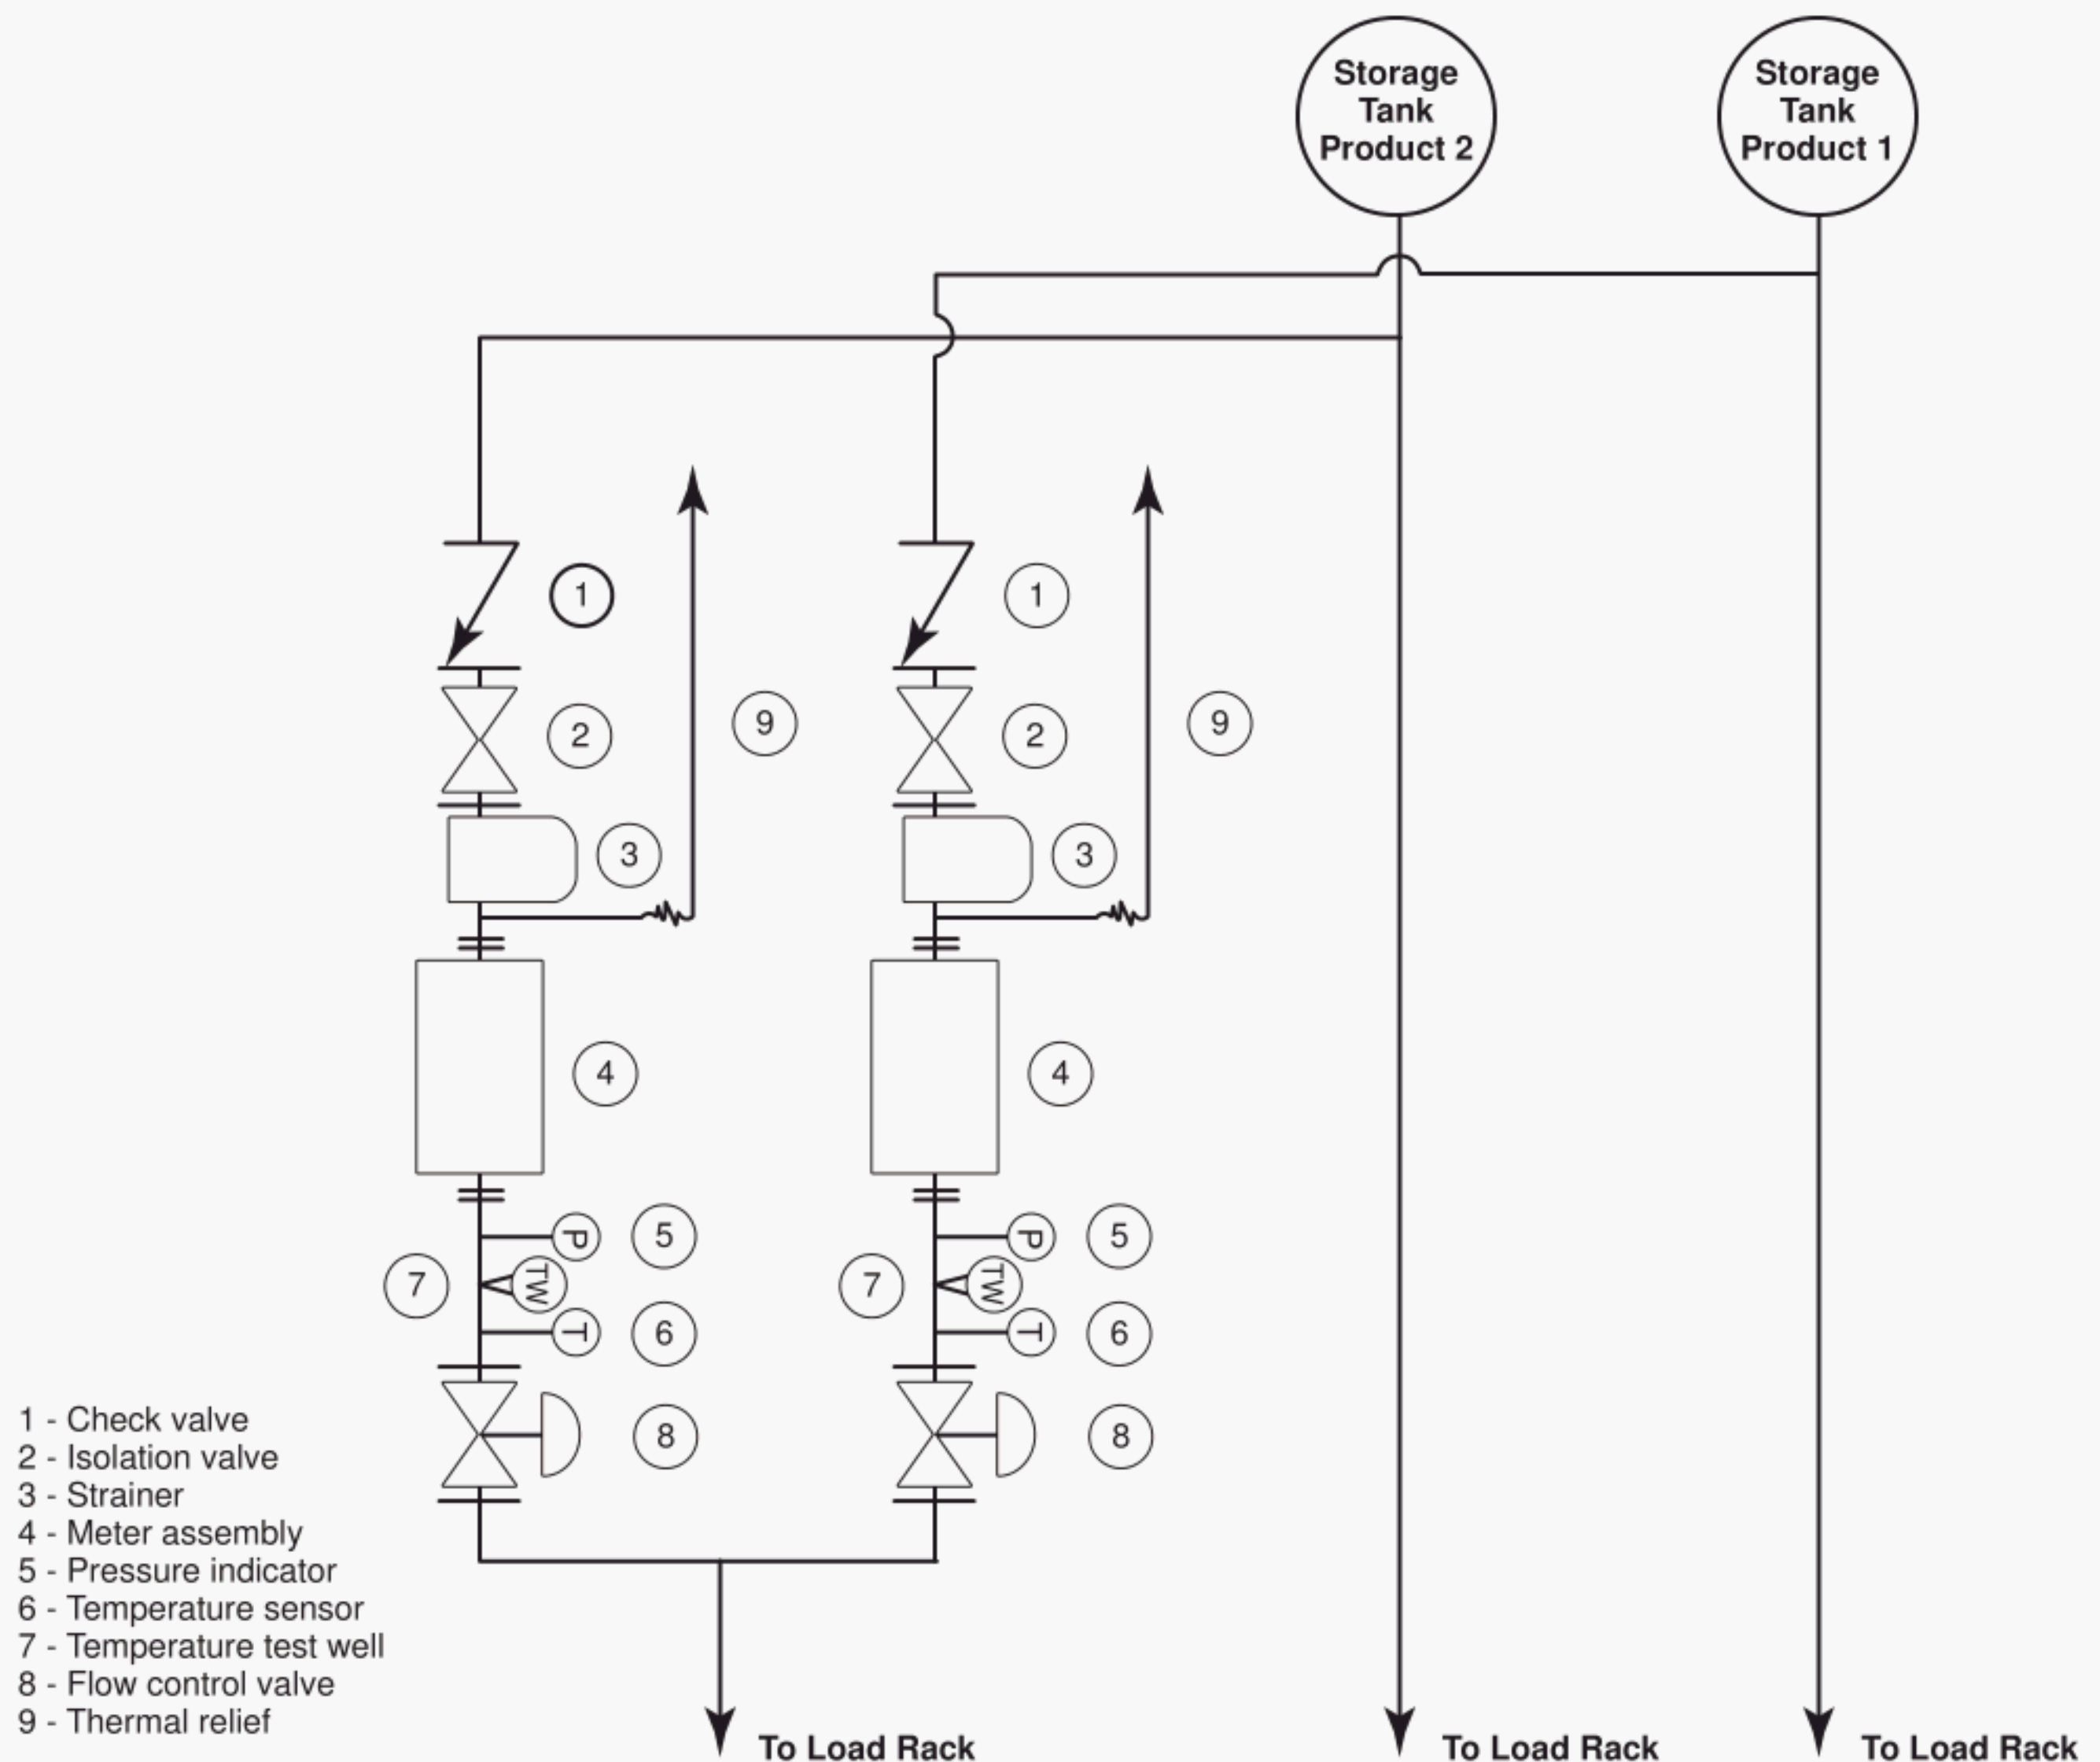 Storage
Tank
Product 2
Storage
Tank
Product 1
1
1
2
9
2
9
3
3
4
4
P
5
P
5
7
TW
7
TW
T
6
T
6
8
8
1 - Check valve
2 - Isolation valve
3 - Strainer
4 - Meter assembly
5 - Pressure indicator
6 - Temperature sensor
7 - Temperature test well
8 - Flow control valve
9 - Thermal relief
To Load Rack
To Load Rack
To Load Rack